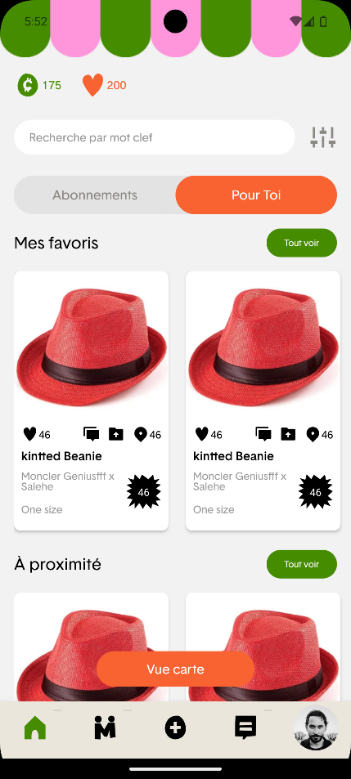 5:52
175
200
Recherche par mot clef
Abonnements
Pour Toi
Mes favoris
Tout voir
46
46
kintted Beanie
Moncler Geniusfff x
Salehe
46
One size
46
46
kintted Beanie
Moncler Geniusfff x
Salehe
46
One size
À proximité
Tout voir
Vue carte